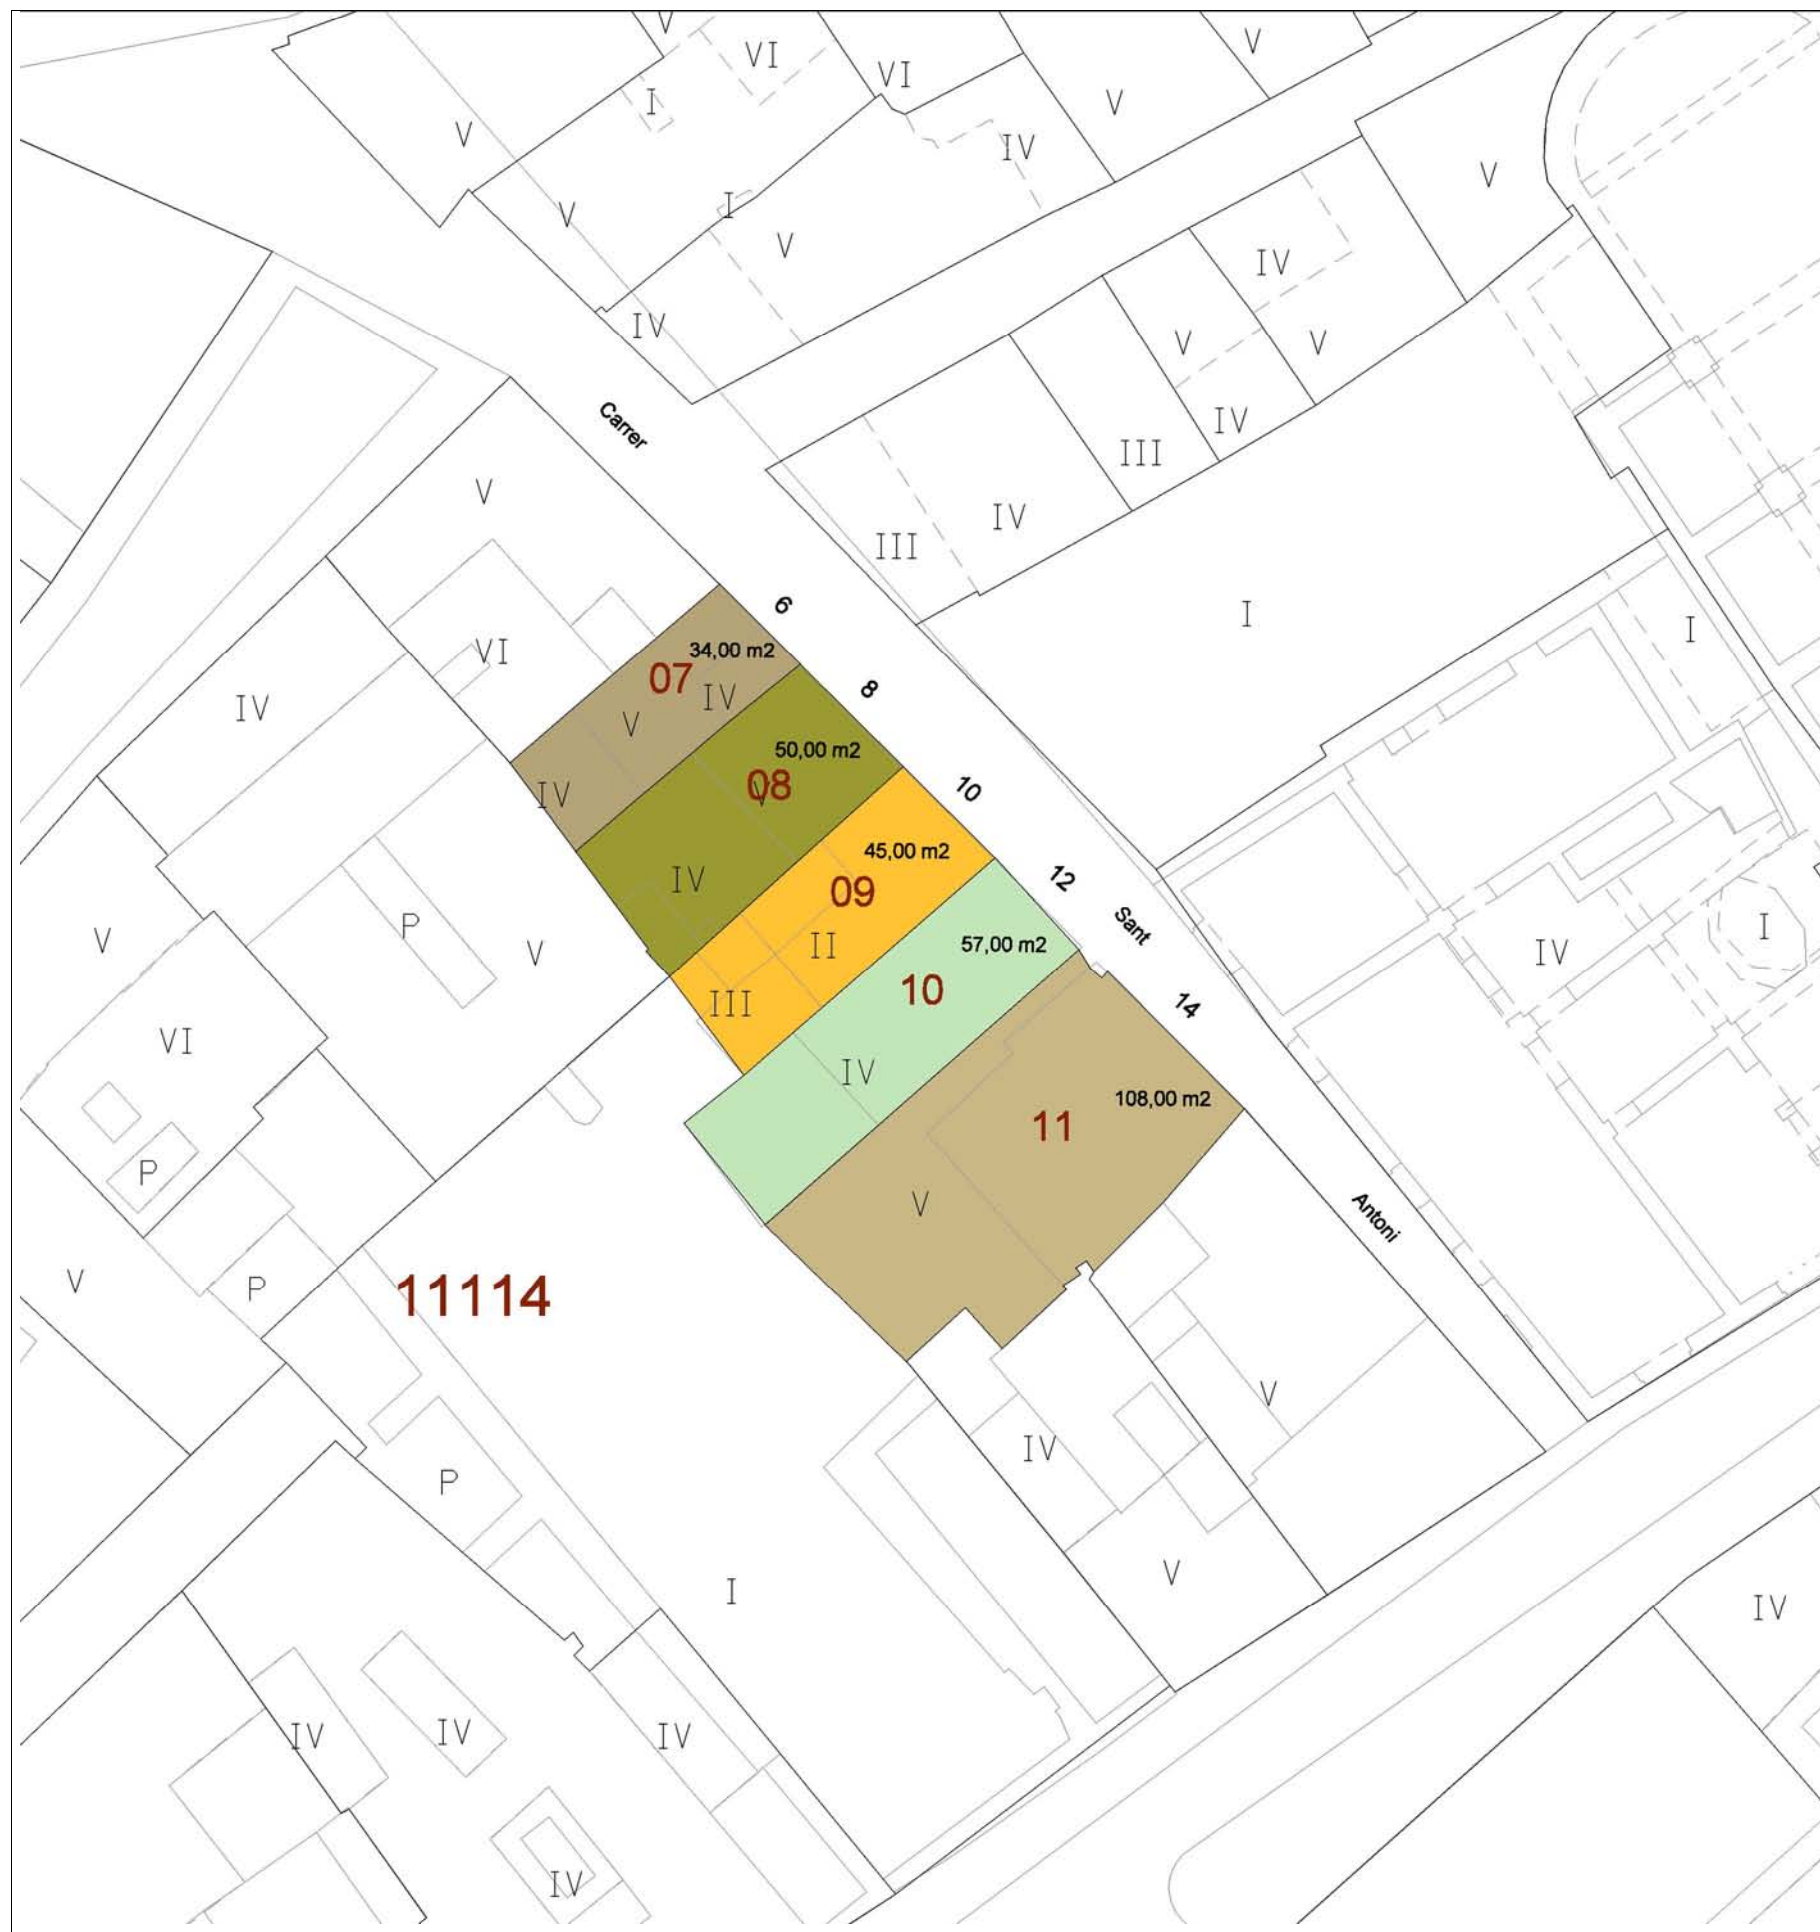 V
VI
VI
V
I
V
V
IV
V
V
I
V
V
IV
IV
V
V
IV
Carrer
IV
III
V
IV
III
6
I
I
VI
34,00 m2
07
IV
8
IV
V
50,00 m2
08
V
10
IV
45,00 m2
12
IV
09
Sant
P
I
V
V
II
57,00 m2
IV
10
III
14
VI
IV
108,00 m2
11
P
V
Antoni
V
P
11114
V
IV
P
V
I
IV
IV
IV
IV
IV